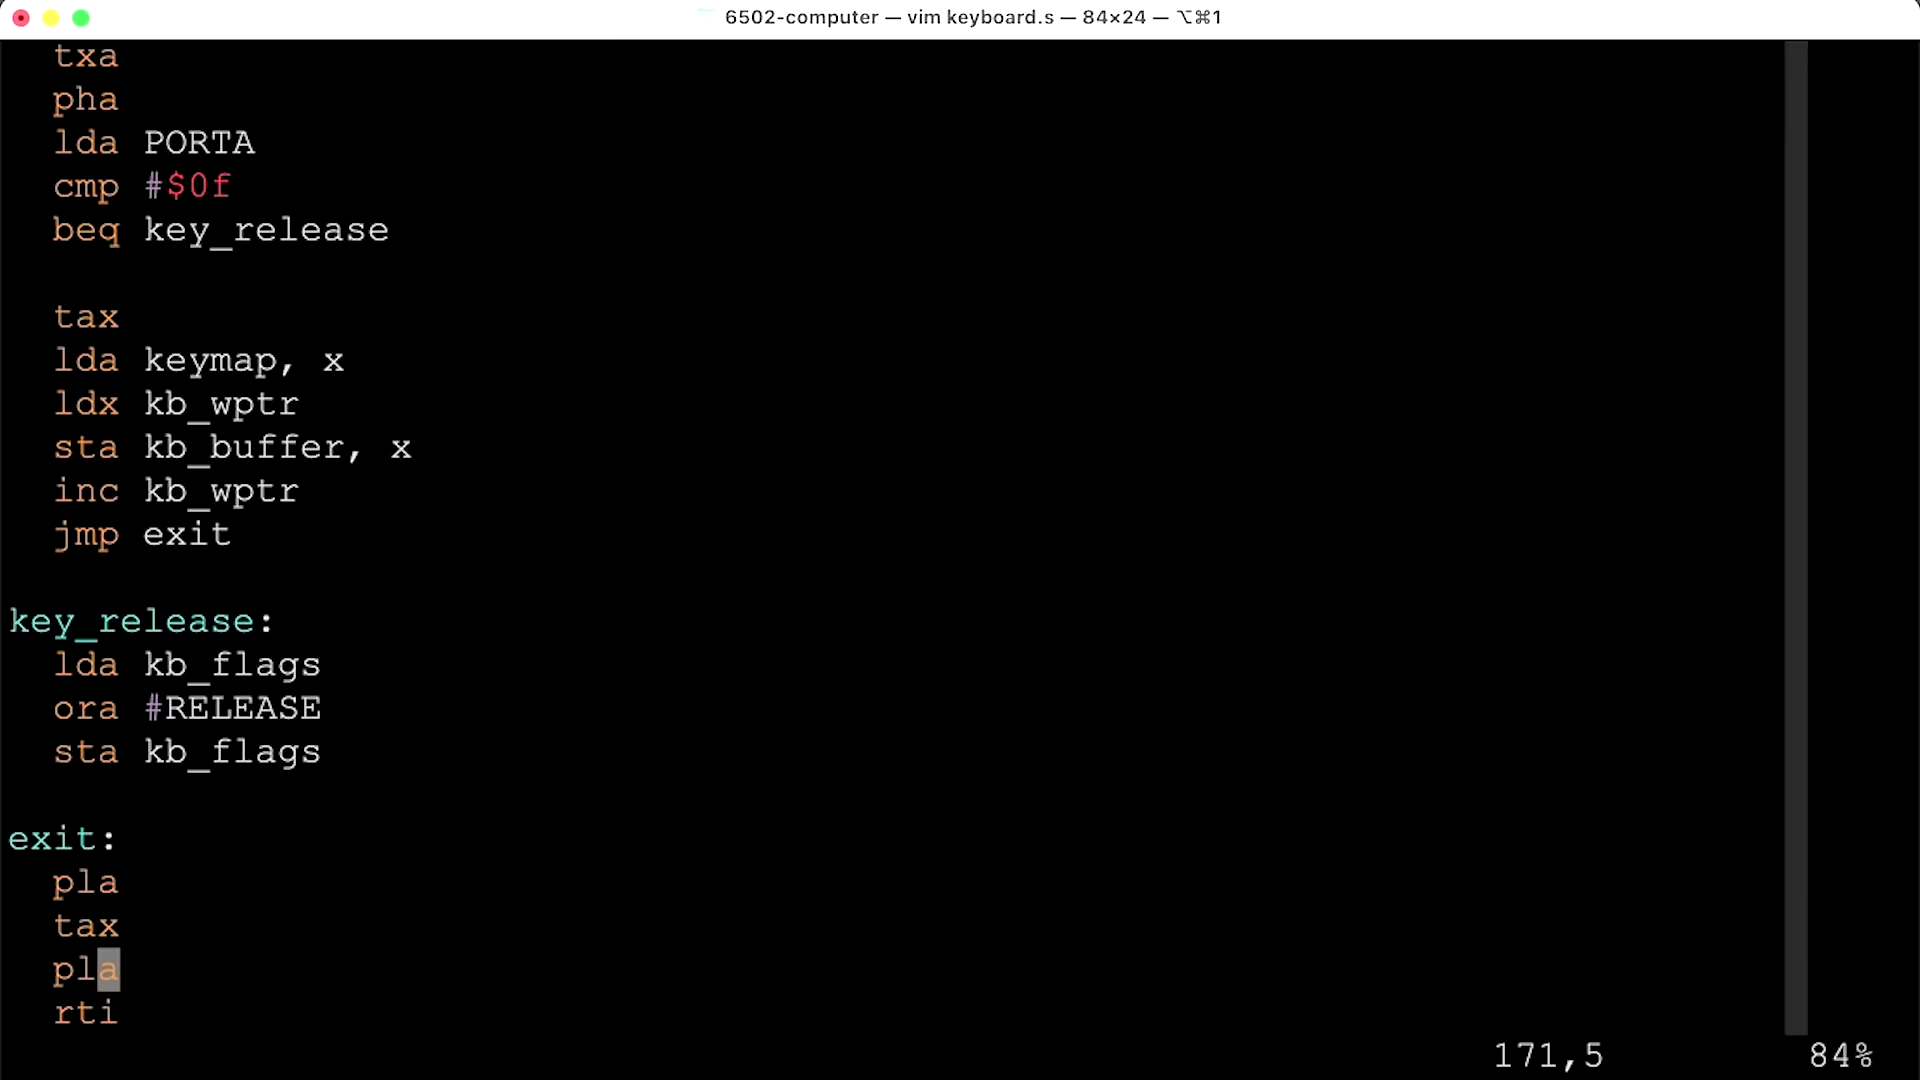 6502-computer — vim keyboard.s — 84×24 — ⌥⌘1
txa
pha
lda PORTA
cmp #$0f
beq key_release
tax
lda keymap, x
ldx kb_wptr
sta kb_buffer, x
inc kb_wptr
jmp exit
key_release:
lda kb_flags
ora #RELEASE
sta kb_flags
exit:
pla
tax
pla
rti
171,5 84%